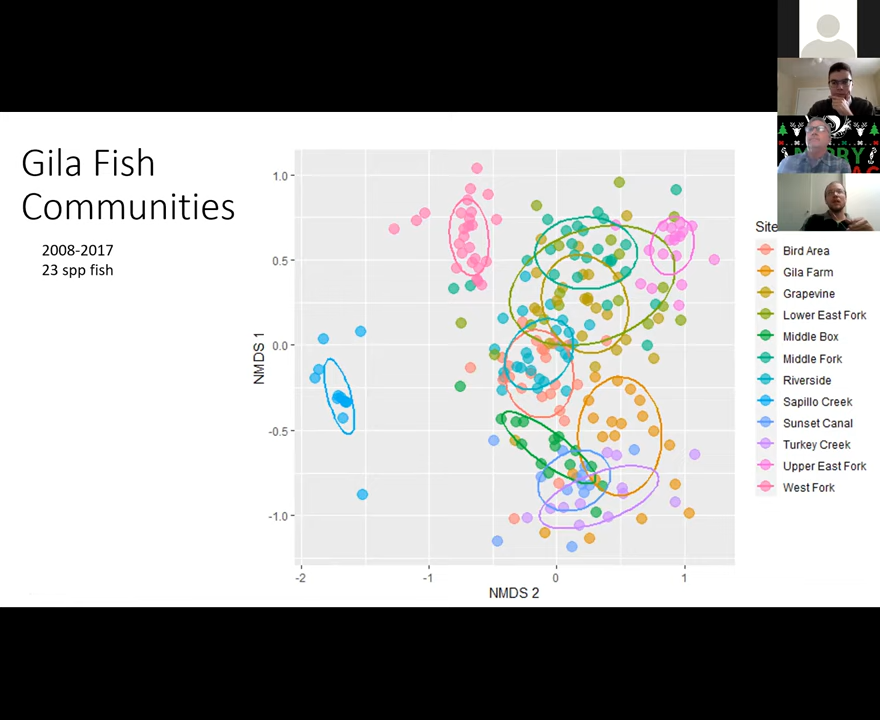 Gila Fish
Communities
2008-2017
23 spp fish
NMDS 1
1.0
0.5
0.0
-0.5
-1.0
-2
-1
0
1
NMDS 2
Site
Bird Area
Gila Farm
Grapevine
Lower East Fork
Middle Box
Middle Fork
Riverside
Sapillo Creek
Sunset Canal
Turkey Creek
Upper East Fork
West Fork